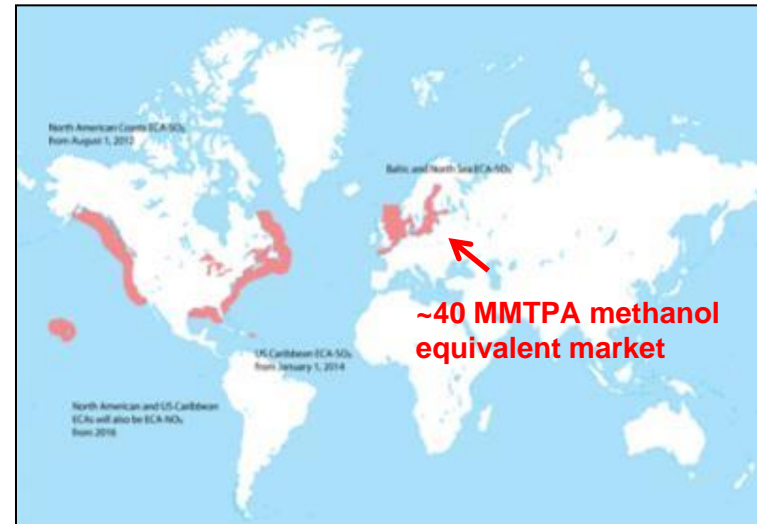 North American Coasts ECA-SOₓ
from August 1, 2012
Baltic and North Sea ECA-SOₓ
~40 MMTPA methanol
equivalent market
US Caribbean ECA-SOₓ
from January 1, 2014
North American and US Caribbean
ECAs will also be ECA-NOₓ
from 2016